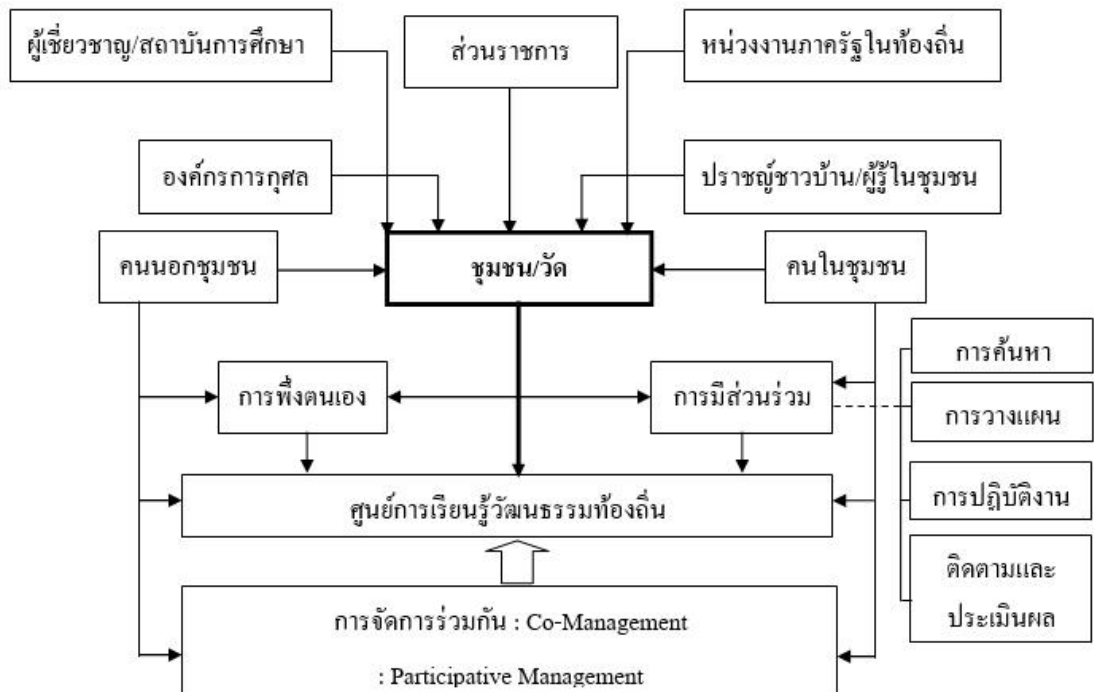 ผู้เชี่ยวชาญ/สถาบันการศึกษา
ส่วนราชการ
หน่วงงานภาครัฐในท้องถิ่น
องค์กรการกุศล
ปราชญ์ชาวบ้าน/ผู้รู้ในชุมชน
คนนอกชุมชน
ชุมชน/วัด
คนในชุมชน
การค้นหา
การพึ่งตนเอง
การมีส่วนร่วม
การวางแผน
ศูนย์การเรียนรู้วัฒนธรรมท้องถิ่น
การปฎิบัติงาน
ติดตามและ
ประเมินผล
การจัดการร่วมกัน : Co-Management
: Participative Management